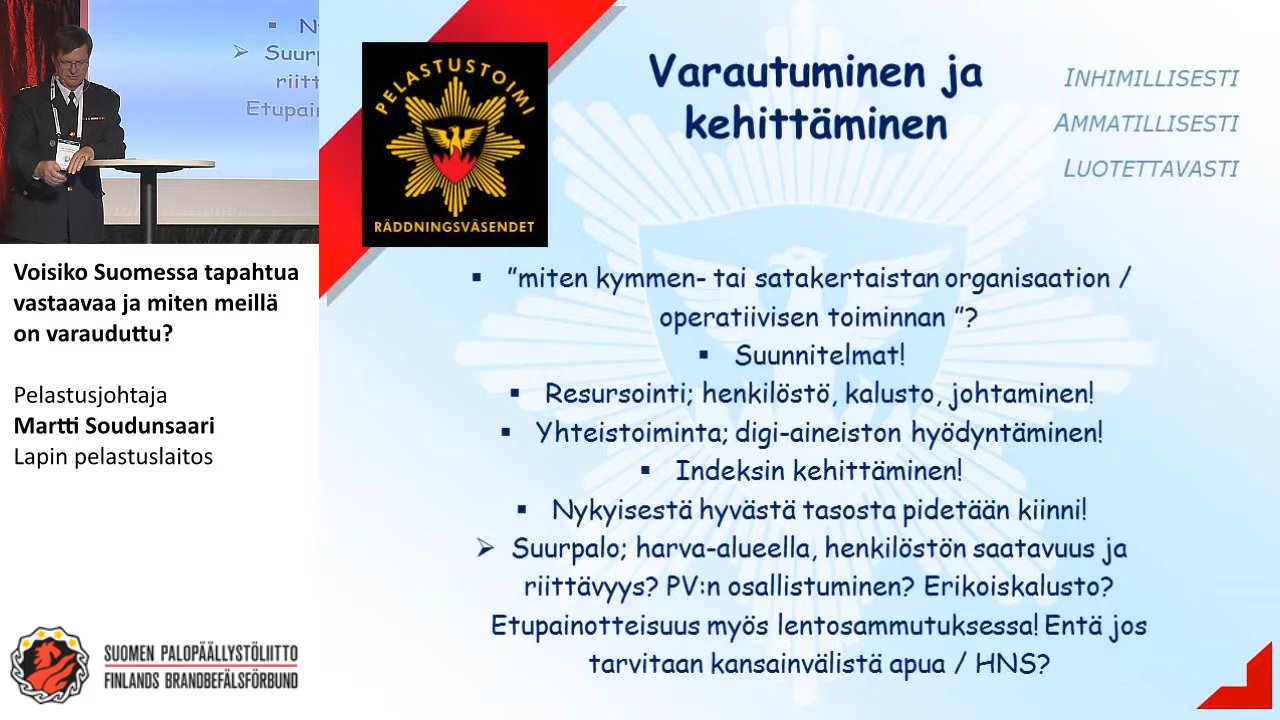 N
Suurp
riitt
Etupain
Voisiko Suomessa tapahtua
vastaavaa ja miten meillä
on varauduttu?
Pelastusjohtaja
Martti Soudunsaari
Lapin pelastuslaitos
SUOMEN PALOPÄÄLLYSTÖLIITTO
FINLANDS BRANDBEFÄLSFÖRBUND
PELASTUSTOIMI
RÄDDNINGSVÄSENDET
Varautuminen ja
kehittäminen
INHIMILLISESTI
AMMATILLISESTI
LUOTETTAVASTI
▪ ”miten kymmen- tai satakertaistan organisaation /
operatiivisen toiminnan ”?
▪ Suunnitelmat!
▪ Resursointi; henkilöstö, kalusto, johtaminen!
▪ Yhteistoiminta; digi-aineiston hyödyntäminen!
▪ Indeksin kehittäminen!
▪ Nykyisestä hyvästä tasosta pidetään kiinni!
➢ Suurpalo; harva-alueella, henkilöstön saatavuus ja
riittävyys? PV:n osallistuminen? Erikoiskalusto?
Etupainotteisuus myös lentosammutuksessa! Entä jos
tarvitaan kansainvälistä apua / HNS?